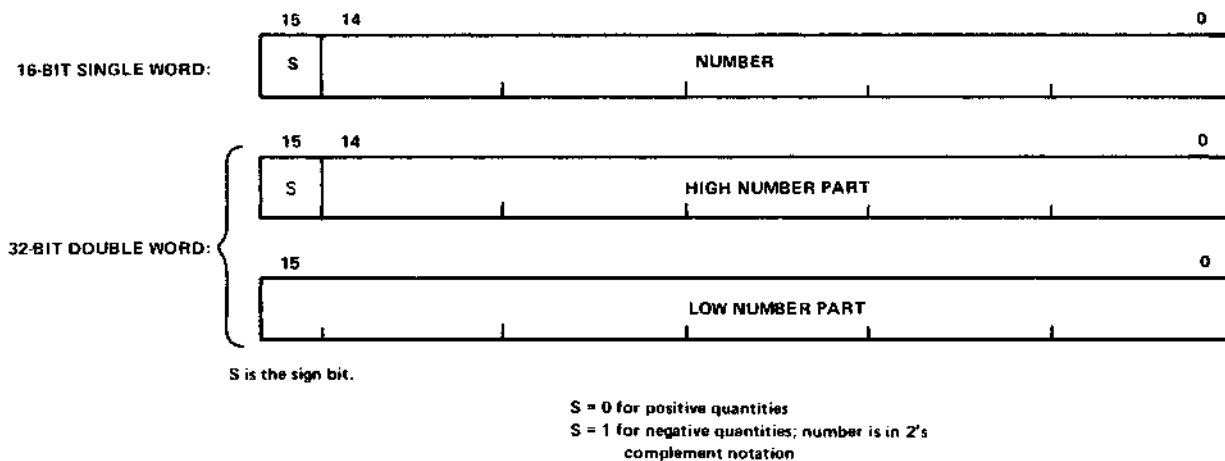 15 14 0
16-BIT SINGLE WORD: S NUMBER
15 14 0
S HIGH NUMBER PART
32-BIT DOUBLE WORD:
15 0
LOW NUMBER PART
S is the sign bit.
S = 0 for positive quantities
S = 1 for negative quantities; number is in 2's
complement notation